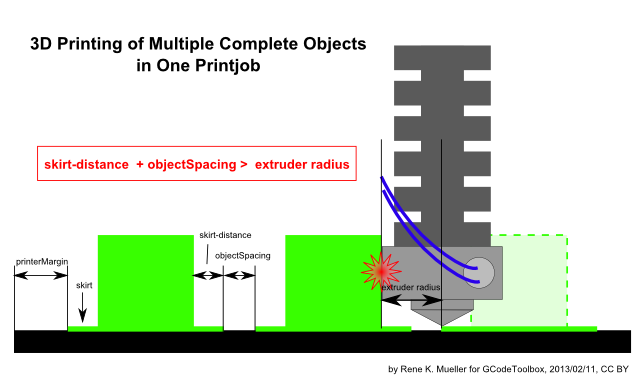 3D Printing of Multiple Complete Objects
in One Printjob
skirt-distance + objectSpacing > extruder radius
skirt-distance
objectSpacing
printerMargin
skirt
extruder radius
by Rene K. Mueller for GCodeToolbox, 2013/02/11, CC BY